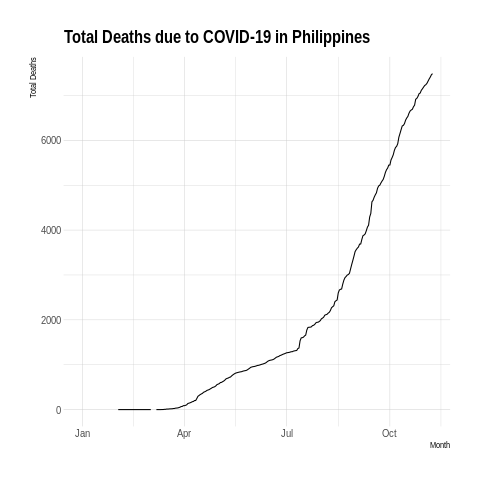 Total Deaths due to COVID-19 in Philippines
Total Deaths
6000
4000
2000
0
Jan Apr Jul Oct
Month